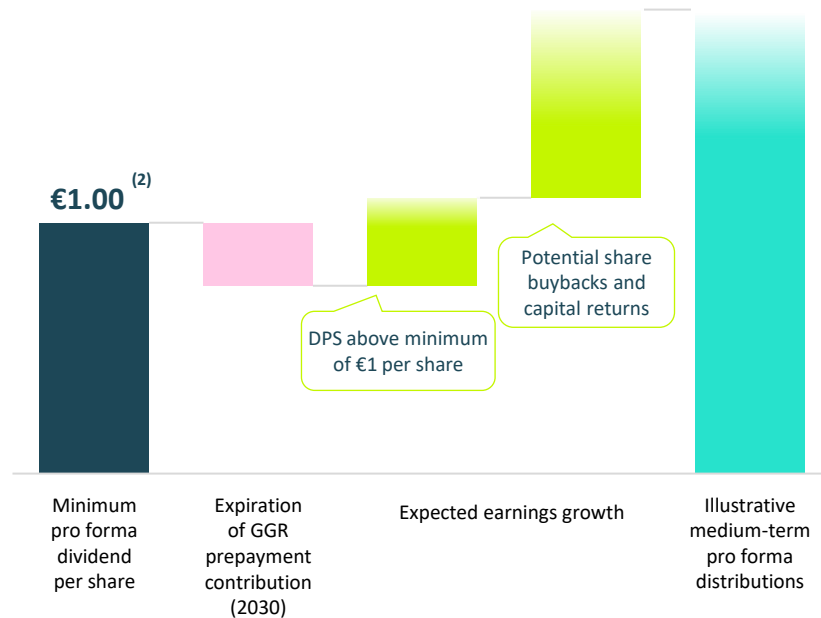 €1.00 (2)
Potential share
buybacks and
capital returns
DPS above minimum
of €1 per share
Minimum
pro forma
dividend
per share
Expiration
of GGR
prepayment
contribution
(2030)
Expected earnings growth
Illustrative
medium-term
pro forma
distributions